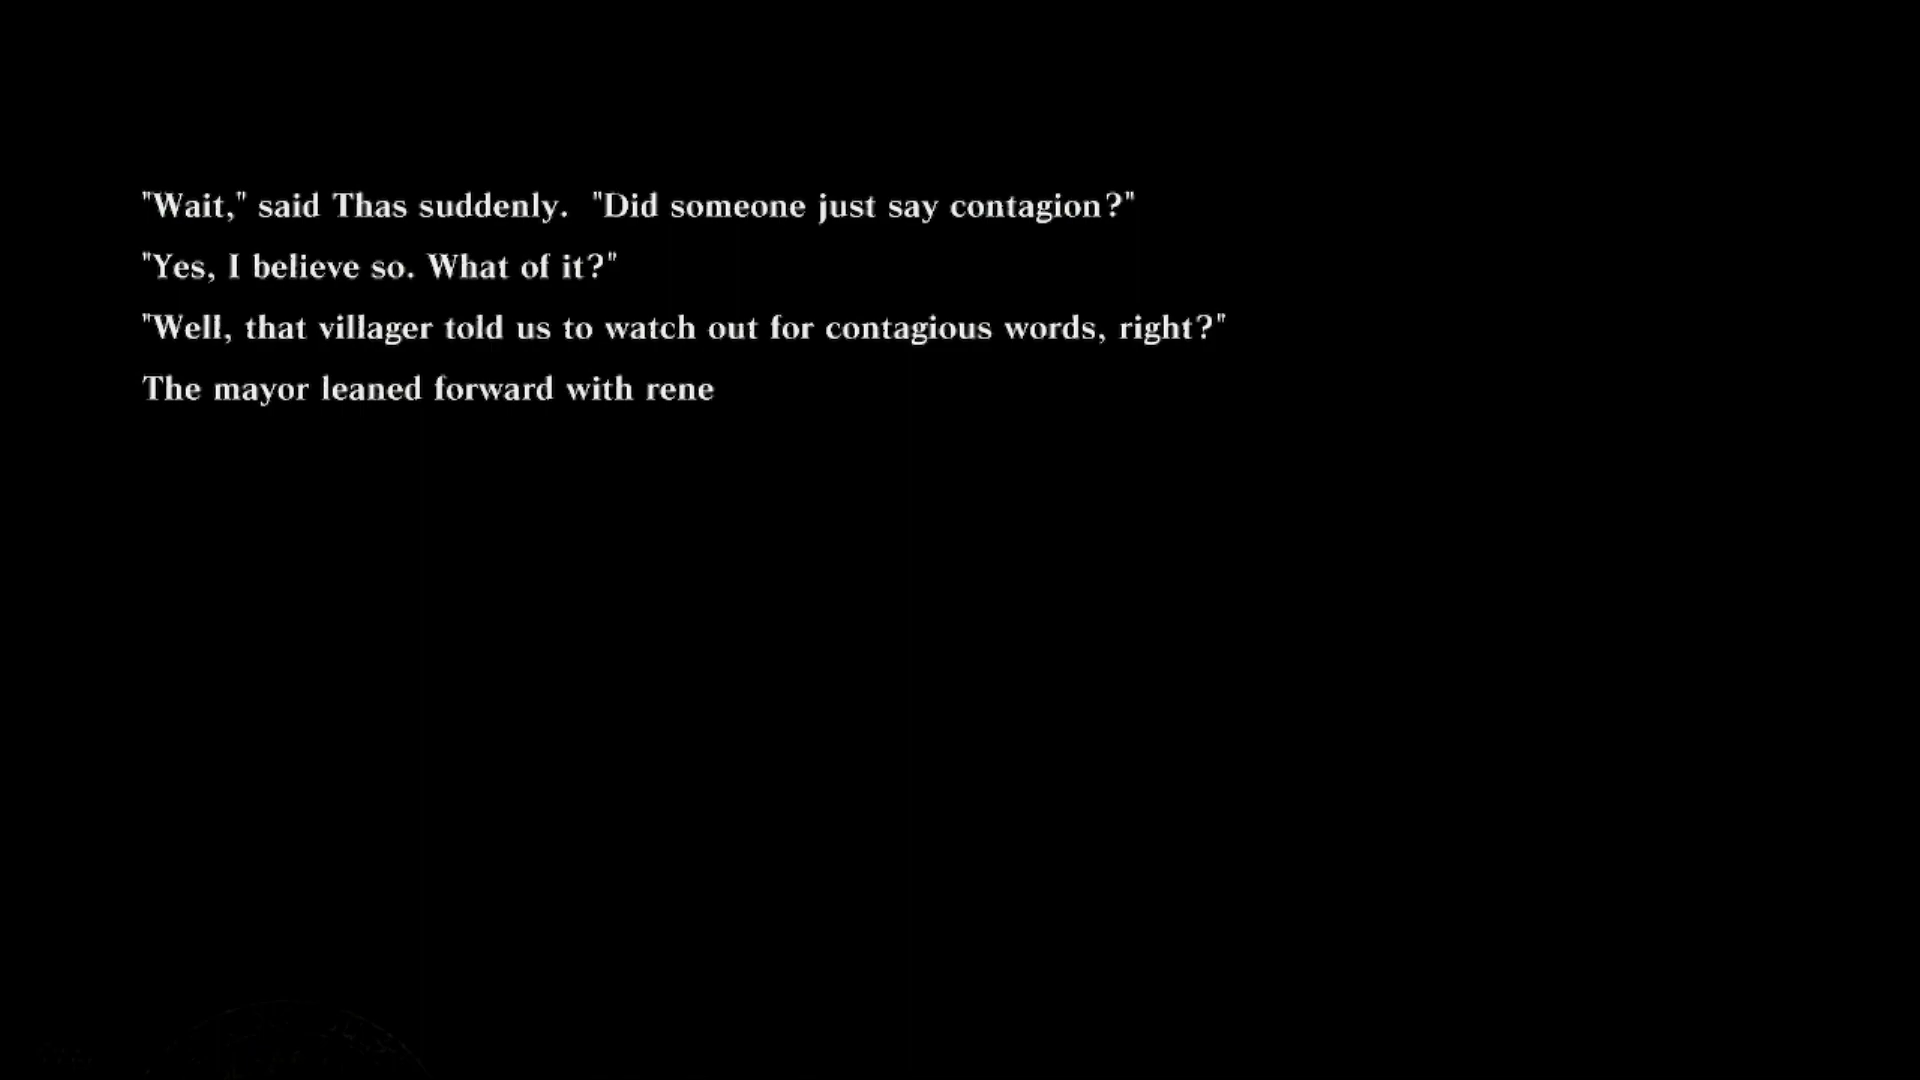 "Wait," said Thas suddenly.  "Did someone just say contagion?"
"Yes, I believe so. What of it?"
"Well, that villager told us to watch out for contagious words, right?"
The mayor leaned forward with rene